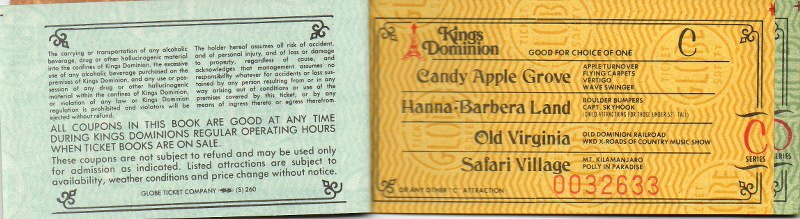 The carrying or transportation of any alcoholic
beverage, drug or other hallucinogenic material
into the confines of Kings Dominion, the excessive
use of any alcoholic beverage purchased on the
premises of Kings Dominion, and any use or pos-
session of any drug or other hallucinogenic
material within the confines of Kings Dominion,
or violation of any law or Kings Dominion
regulation is prohibited and violators will be
ejected without refund.
The holder hereof assumes all risk of accident,
and of personal injury, and of loss or damage
to property, regardless of cause, and
acknowledges that management assumes no
responsibility whatever for accidents or loss sus-
tained by any person resulting from or in any
way arising out of conditions or use of the
premises covered by this ticket, or by any
means of ingress thereto or egress therefrom.
ALL COUPONS IN THIS BOOK ARE GOOD AT ANY TIME
DURING KINGS DOMINIONS REGULAR OPERATING HOURS
WHEN TICKET BOOKS ARE ON SALE.
These coupons are not subject to refund and may be used only
for admission as indicated. Listed attractions are subject to
availability, weather conditions and price change without notice.
GLOBE TICKET COMPANY (5) 260
Kings
Dominion
GOOD FOR CHOICE OF ONE
C
Candy Apple Grove
APPLE TURNOVER
FLYING CARPETS
VERTIGO
WAVE SWINGER
Hanna-Barbera Land
BOULDER BUMPERS
CAPT. SKYHOOK
(CHILD ATTRACTIONS FOR THOSE UNDER 52" TALL)
Old Virginia
OLD DOMINION RAILROAD
WKD X-ROADS OF COUNTRY MUSIC SHOW
Safari Village
MT. KILAMANJARO
POLLY IN PARADISE
OR ANY OTHER "C" ATTRACTION
0032633
C
SERIES
SERIES